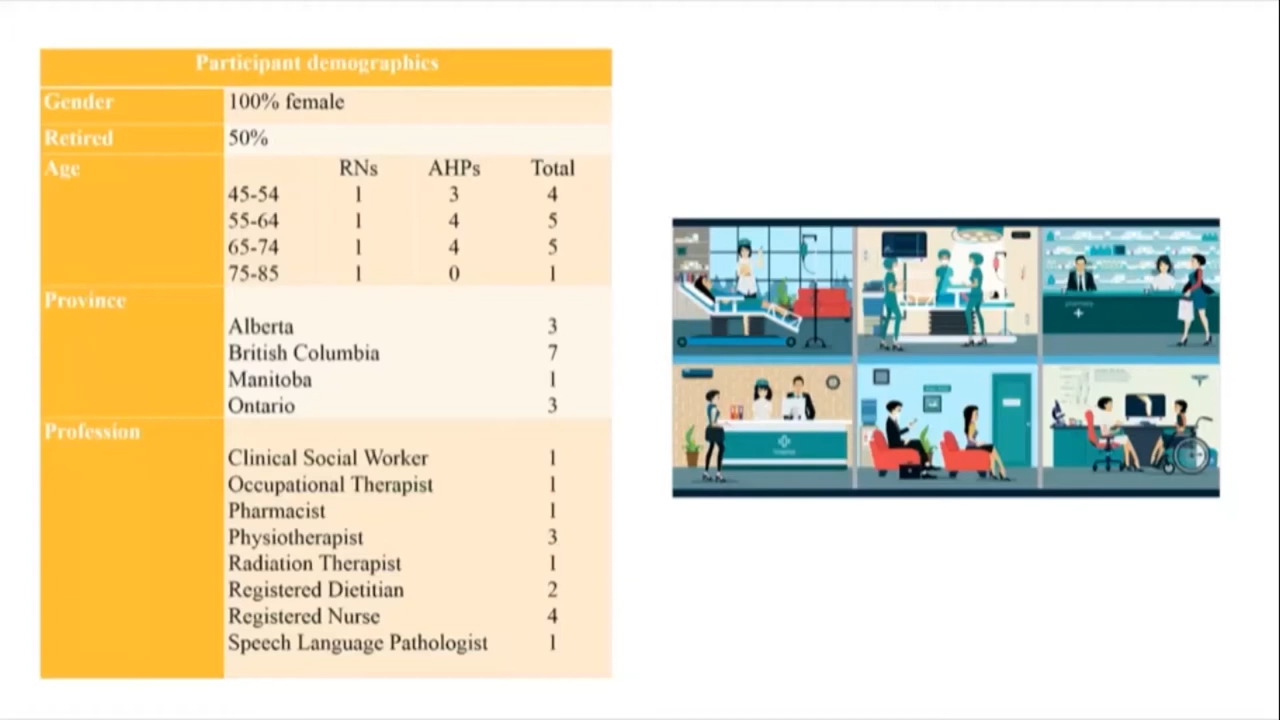 Participant demographics
Gender 100% female
Retired 50%
Age RNs AHPs Total
45-54 1 3 4
55-64 1 4 5
65-74 1 4 5
75-85 1 0 1
Province
Alberta 3
British Columbia 7
Manitoba 1
Ontario 3
Profession
Clinical Social Worker 1
Occupational Therapist 1
Pharmacist 1
Physiotherapist 3
Radiation Therapist 1
Registered Dietitian 2
Registered Nurse 4
Speech Language Pathologist 1